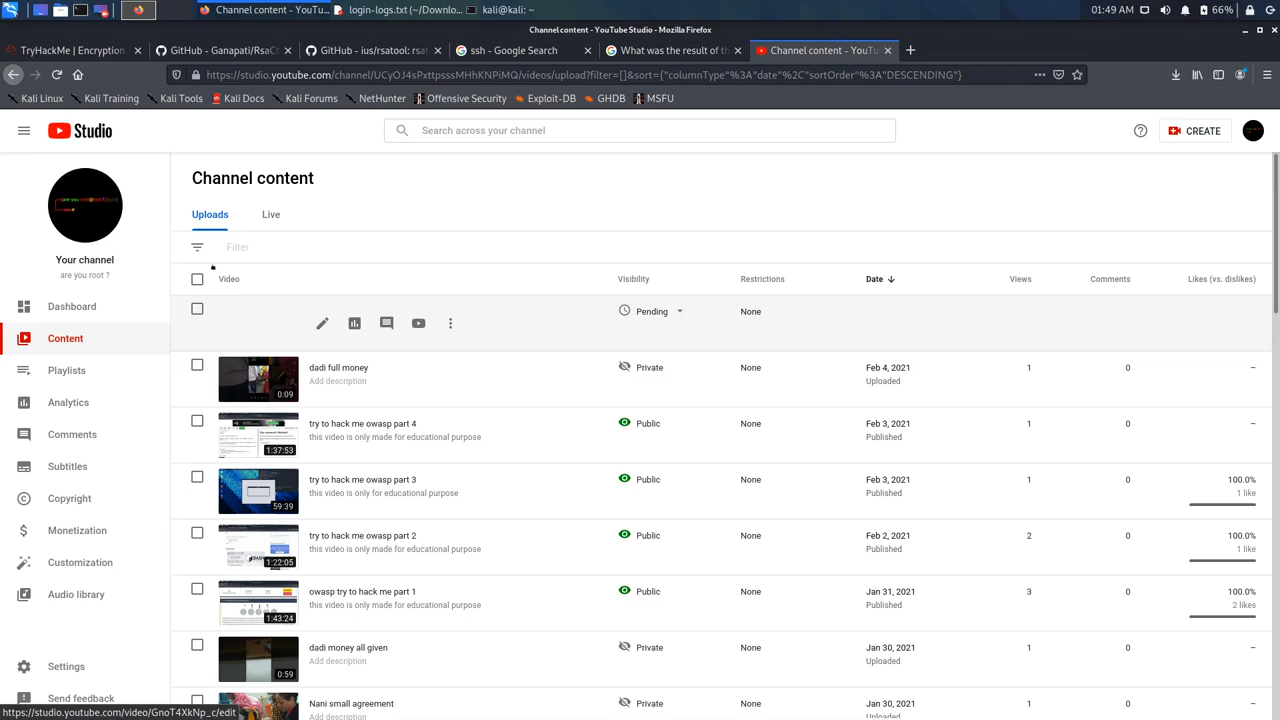 Channel content - YouTu...
login-logs.txt (~/Downlo...
kali@kali: ~
01:49 AM
66%
Channel content - YouTube Studio - Mozilla Firefox
TryHackMe | Encryption -
GitHub - Ganapati/RsaCt
GitHub - ius/rsatool: rsat
ssh - Google Search
What was the result of th
Channel content - YouTu
https://studio.youtube.com/channel/UCyOJ4sPxttpsssMHhKNPiMQ/videos/upload?filter=[]&sort={"columnType"%3A"date"%2C"sortOrder"%3A"DESCENDING"}
Kali Linux
Kali Training
Kali Tools
Kali Docs
Kali Forums
NetHunter
Offensive Security
Exploit-DB
GHDB
MSFU
Studio
Search across your channel
CREATE
Your channel
are you root ?
Dashboard
Content
Playlists
Analytics
Comments
Subtitles
Copyright
Monetization
Customization
Audio library
Settings
Send feedback
Channel content
Uploads
Live
Filter
Video
Visibility
Restrictions
Date
Views
Comments
Likes (vs. dislikes)
Pending
None
dadi full money
Add description
0:09
Private
None
Feb 4, 2021
Uploaded
1
0
–
try to hack me owasp part 4
this video is only made for educational purpose
1:37:53
Public
None
Feb 3, 2021
Published
1
0
–
try to hack me owasp part 3
this video is only for educational purpose
59:39
Public
None
Feb 3, 2021
Published
1
0
100.0%
1 like
try to hack me owasp part 2
this video is only made for educational purpose
1:22:05
Public
None
Feb 2, 2021
Published
2
0
100.0%
1 like
owasp try to hack me part 1
this video is only made for educational purpose
1:43:24
Public
None
Jan 31, 2021
Published
3
0
100.0%
2 likes
dadi money all given
Add description
0:59
Private
None
Jan 30, 2021
Uploaded
1
0
–
Nani small agreement
Add description
Private
None
Jan 30, 2021
Uploaded
1
0
–
https://studio.youtube.com/video/GnoT4XkNp_c/edit